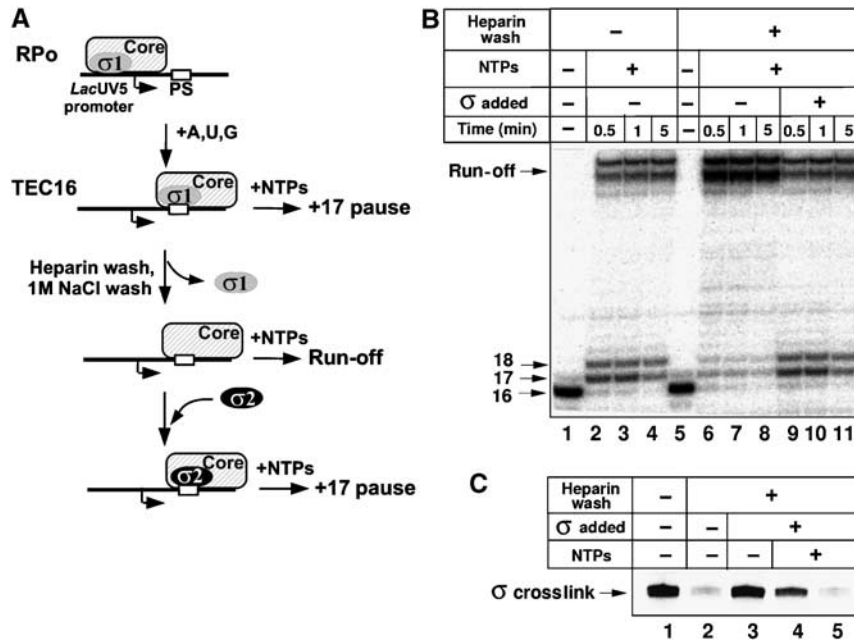 A
RPo
σ1
Core
LacUV5
promoter
PS
+A,U,G
TEC16
σ1
Core
+NTPs
+17 pause
Heparin wash,
1M NaCl wash
σ1
Core
+NTPs
Run-off
σ2
σ2
Core
+NTPs
+17 pause
B
Heparin
wash
– +
NTPs
– + – +
σ added
– – – – +
Time (min)
– 0.5 1 5 – 0.5 1 5 0.5 1 5
Run-off
18
17
16
1 2 3 4 5 6 7 8 9 10 11
C
Heparin
wash
– +
σ added
– – +
NTPs
– – – +
σ crosslink
1 2 3 4 5